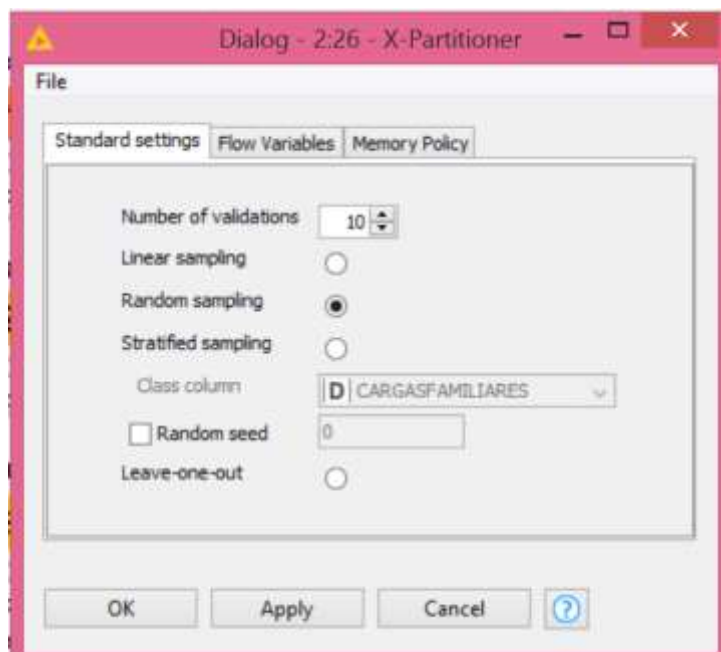 Dialog - 2:26 - X-Partitioner
File
Standard settings Flow Variables Memory Policy
Number of validations 10
Linear sampling
Random sampling
Stratified sampling
Class column D CARGASFAMILIARES
Random seed 0
Leave-one-out
OK Apply Cancel ?